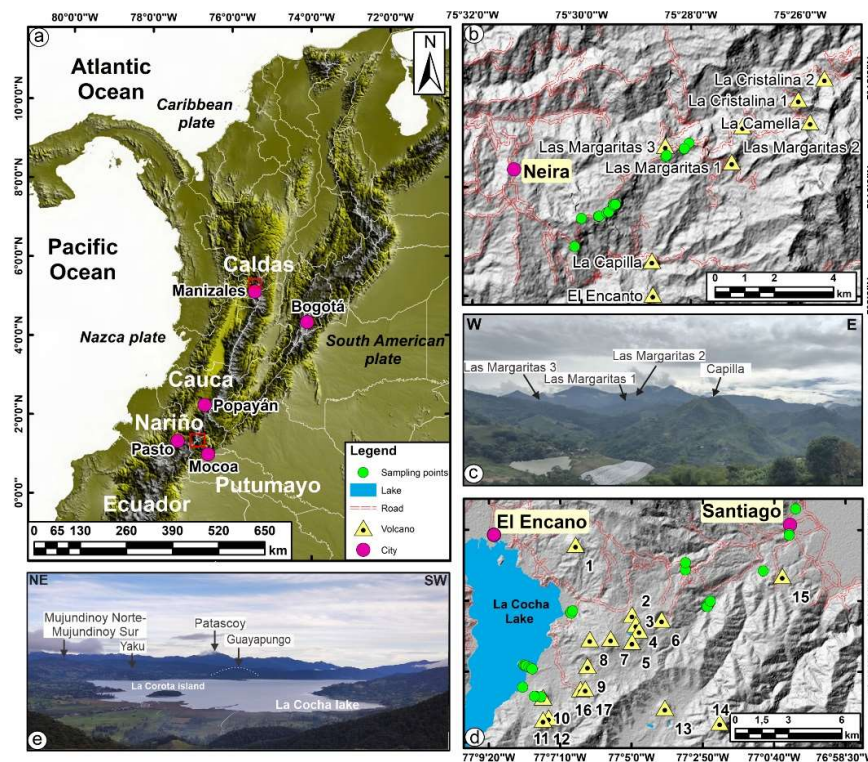 78°0'0"W 76°0'0"W 74°0'0"W 72°0'0"W
a
N
Atlantic
Ocean
Caribbean
plate
Pacific
Ocean
Caldas
Manizales
Bogotá
Nazca plate
South American
plate
Cauca
Popayán
Nariño
Pasto
Mocoa
Putumayo
Ecuador
10°0'0"N
8°0'0"N
6°0'0"N
4°0'0"N
2°0'0"N
0°0'0"
0 65 130 260 390 520 650
km
Legend
Sampling points
Lake
Road
Volcano
City
75°32'0"W 75°30'0"W 75°28'0"W 75°26'0"W
b
La Cristalina 2
La Cristalina 1
La Camella
Las Margaritas 3
Las Margaritas 2
Las Margaritas 1
Neira
La Capilla
El Encanto
0 1 2 4
km
W E
Las Margaritas 3
Las Margaritas 1
Las Margaritas 2
Capilla
c
El Encano
Santiago
La Cocha
Lake
1
2
3
4
5
6
7
8
9
10
11 12
13
14
15
16 17
0 1,5 3 6
km
d
77°9'20"W 77°7'10"W 77°5'0"W 77°2'50"W 77°0'40"W 76°58'30"W
NE SW
Mujundinoy Norte-
Mujundinoy Sur
Yaku
Patascoy
Guayapungo
La Corota island
La Cocha lake
e